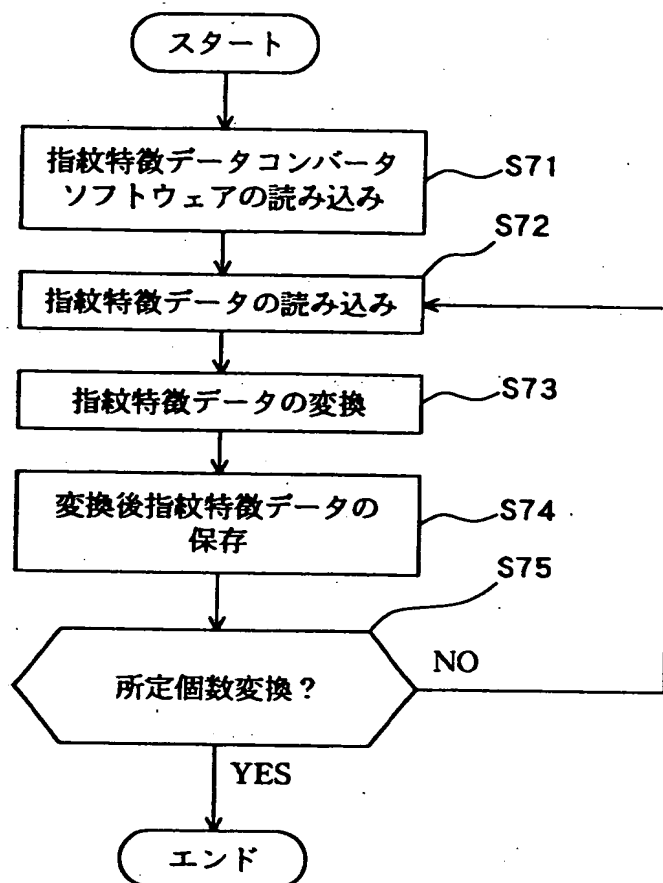 スタート
指紋特徴データコンバータ
ソフトウェアの読み込み
S71
S72
指紋特徴データの読み込み
指紋特徴データの変換
S73
変換後指紋特徴データの
保存
S74
S75
所定個数変換？
NO
YES
エンド